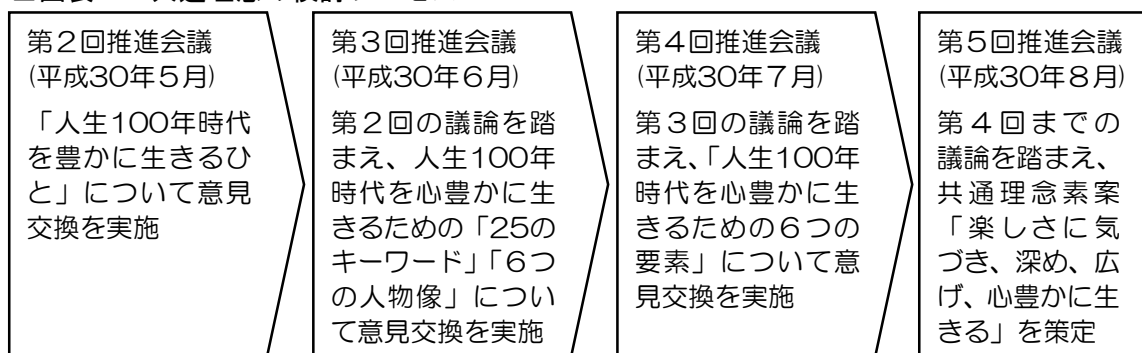 第2回推進会議
(平成30年5月)
「人生100年時代
を豊かに生きるひ
と」について意見
交換を実施
第3回推進会議
(平成30年6月)
第2回の議論を踏
まえ、人生100年
時代を心豊かに生
きるための「25の
キーワード」「6つ
の人物像」につい
て意見交換を実施
第4回推進会議
(平成30年7月)
第3回の議論を踏
まえ、「人生100年
時代を心豊かに生
きるための6つの
要素」について意
見交換を実施
第5回推進会議
(平成30年8月)
第4回までの
議論を踏まえ、
共通理念素案
「楽しさに気
づき、深め、広
げ、心豊かに生
きる」を策定